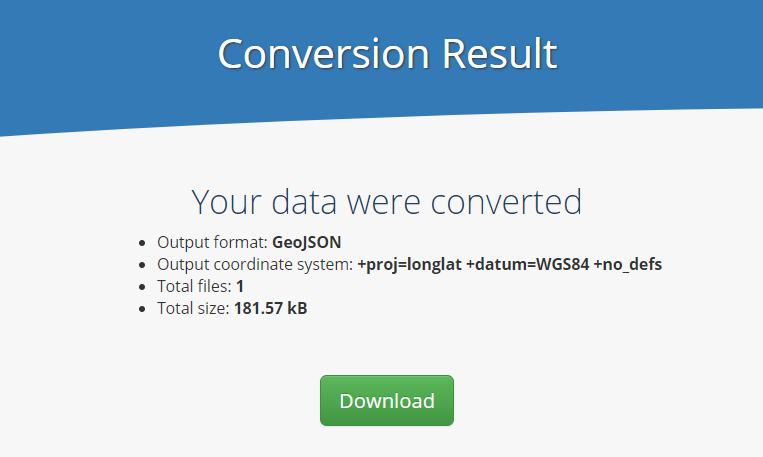 Conversion Result
Your data were converted
Output format: GeoJSON
Output coordinate system: +proj=longlat +datum=WGS84 +no_defs
Total files: 1
Total size: 181.57 kB
Download